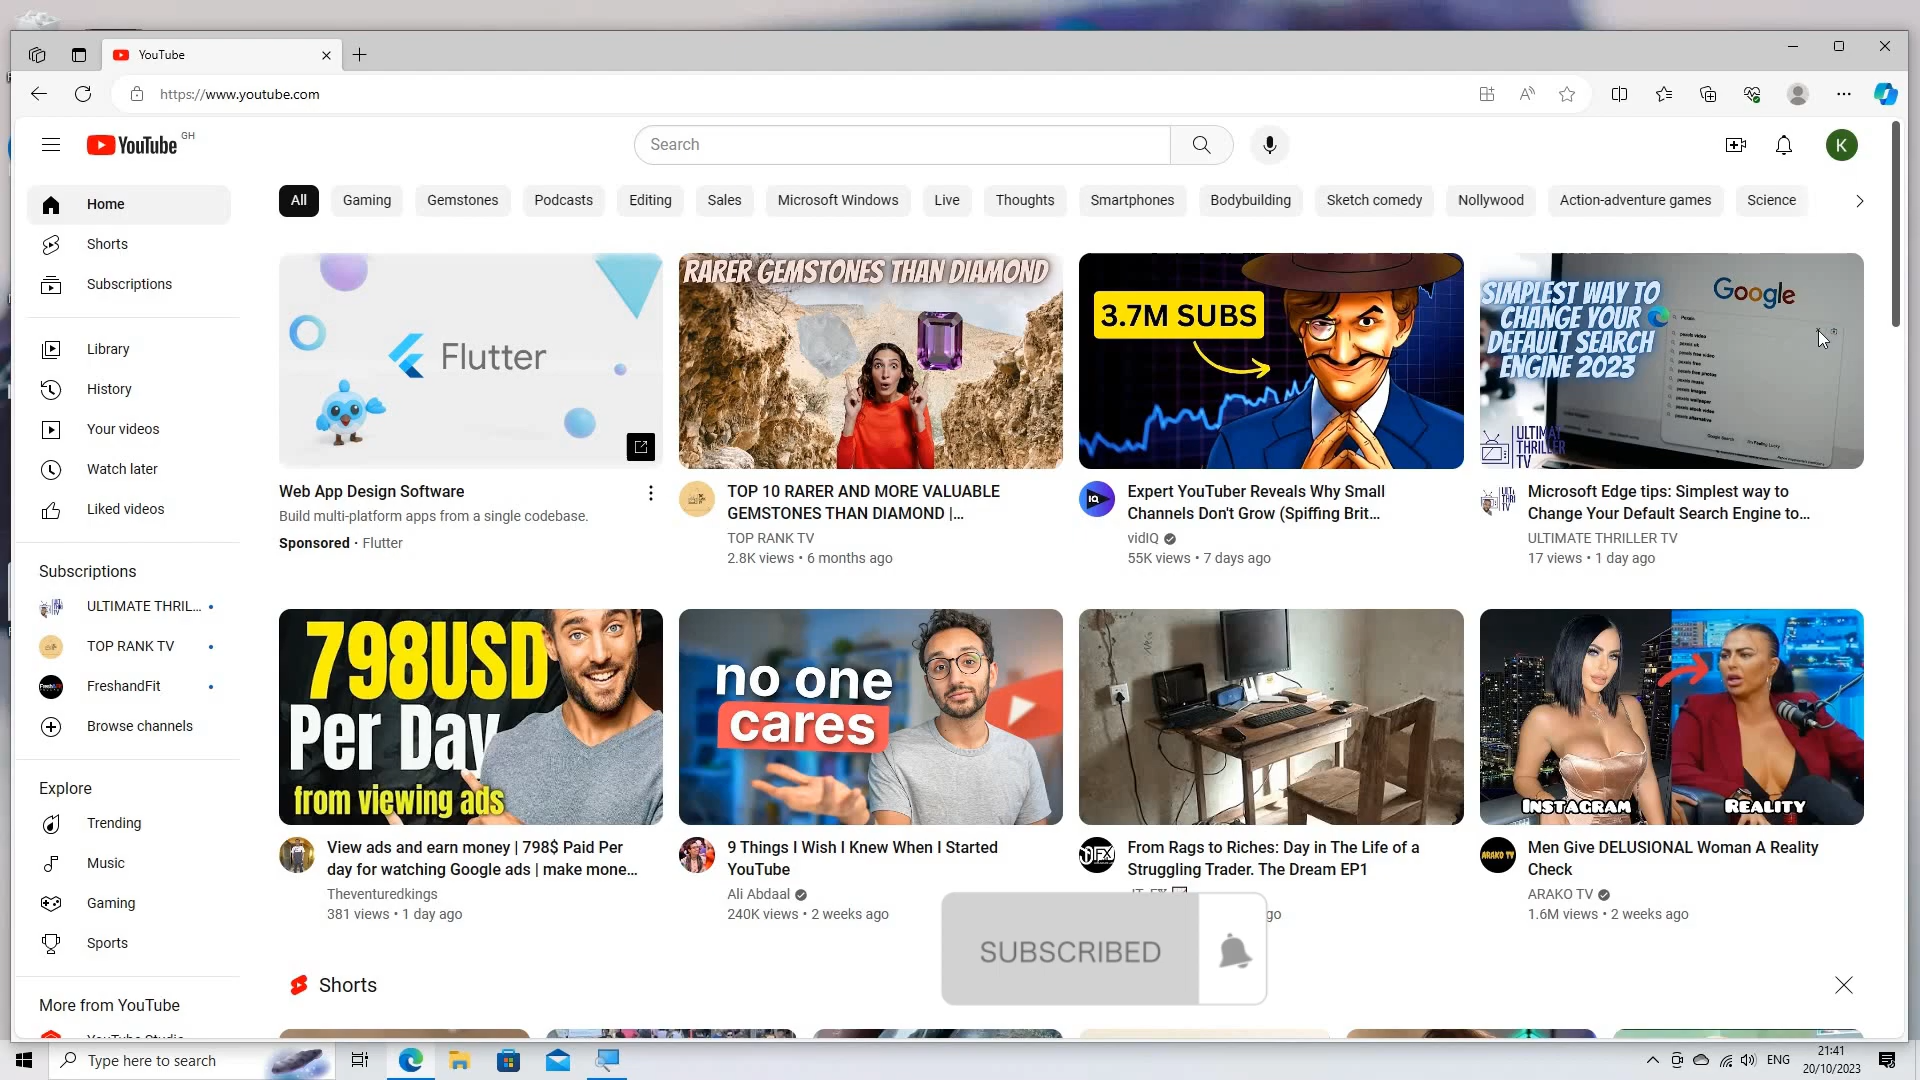 YouTube
https://www.youtube.com
YouTube GH
Search
K
Home
Shorts
Subscriptions
Library
History
Your videos
Watch later
Liked videos
Subscriptions
ULTIMATE THRIL...
TOP RANK TV
FreshandFit
Browse channels
Explore
Trending
Music
Gaming
Sports
More from YouTube
All
Gaming
Gemstones
Podcasts
Editing
Sales
Microsoft Windows
Live
Thoughts
Smartphones
Bodybuilding
Sketch comedy
Nollywood
Action-adventure games
Science
Flutter
Web App Design Software
Build multi-platform apps from a single codebase.
Sponsored · Flutter
RARER GEMSTONES THAN DIAMOND
TOP 10 RARER AND MORE VALUABLE
GEMSTONES THAN DIAMOND |...
TOP RANK TV
2.8K views • 6 months ago
3.7M SUBS
Expert YouTuber Reveals Why Small
Channels Don't Grow (Spiffing Brit...
vidIQ
55K views • 7 days ago
SIMPLEST WAY TO
CHANGE YOUR
DEFAULT SEARCH
ENGINE 2023
Google
Microsoft Edge tips: Simplest way to
Change Your Default Search Engine to...
ULTIMATE THRILLER TV
17 views • 1 day ago
798USD
Per Day
from viewing ads
View ads and earn money | 798$ Paid Per
day for watching Google ads | make mone...
Theventuredkings
381 views • 1 day ago
no one
cares
9 Things I Wish I Knew When I Started
YouTube
Ali Abdaal
240K views • 2 weeks ago
From Rags to Riches: Day in The Life of a
Struggling Trader. The Dream EP1
go
INSTAGRAM
REALITY
Men Give DELUSIONAL Woman A Reality
Check
ARAKO TV
1.6M views • 2 weeks ago
SUBSCRIBED
Shorts
Type here to search
ENG
21:41
20/10/2023